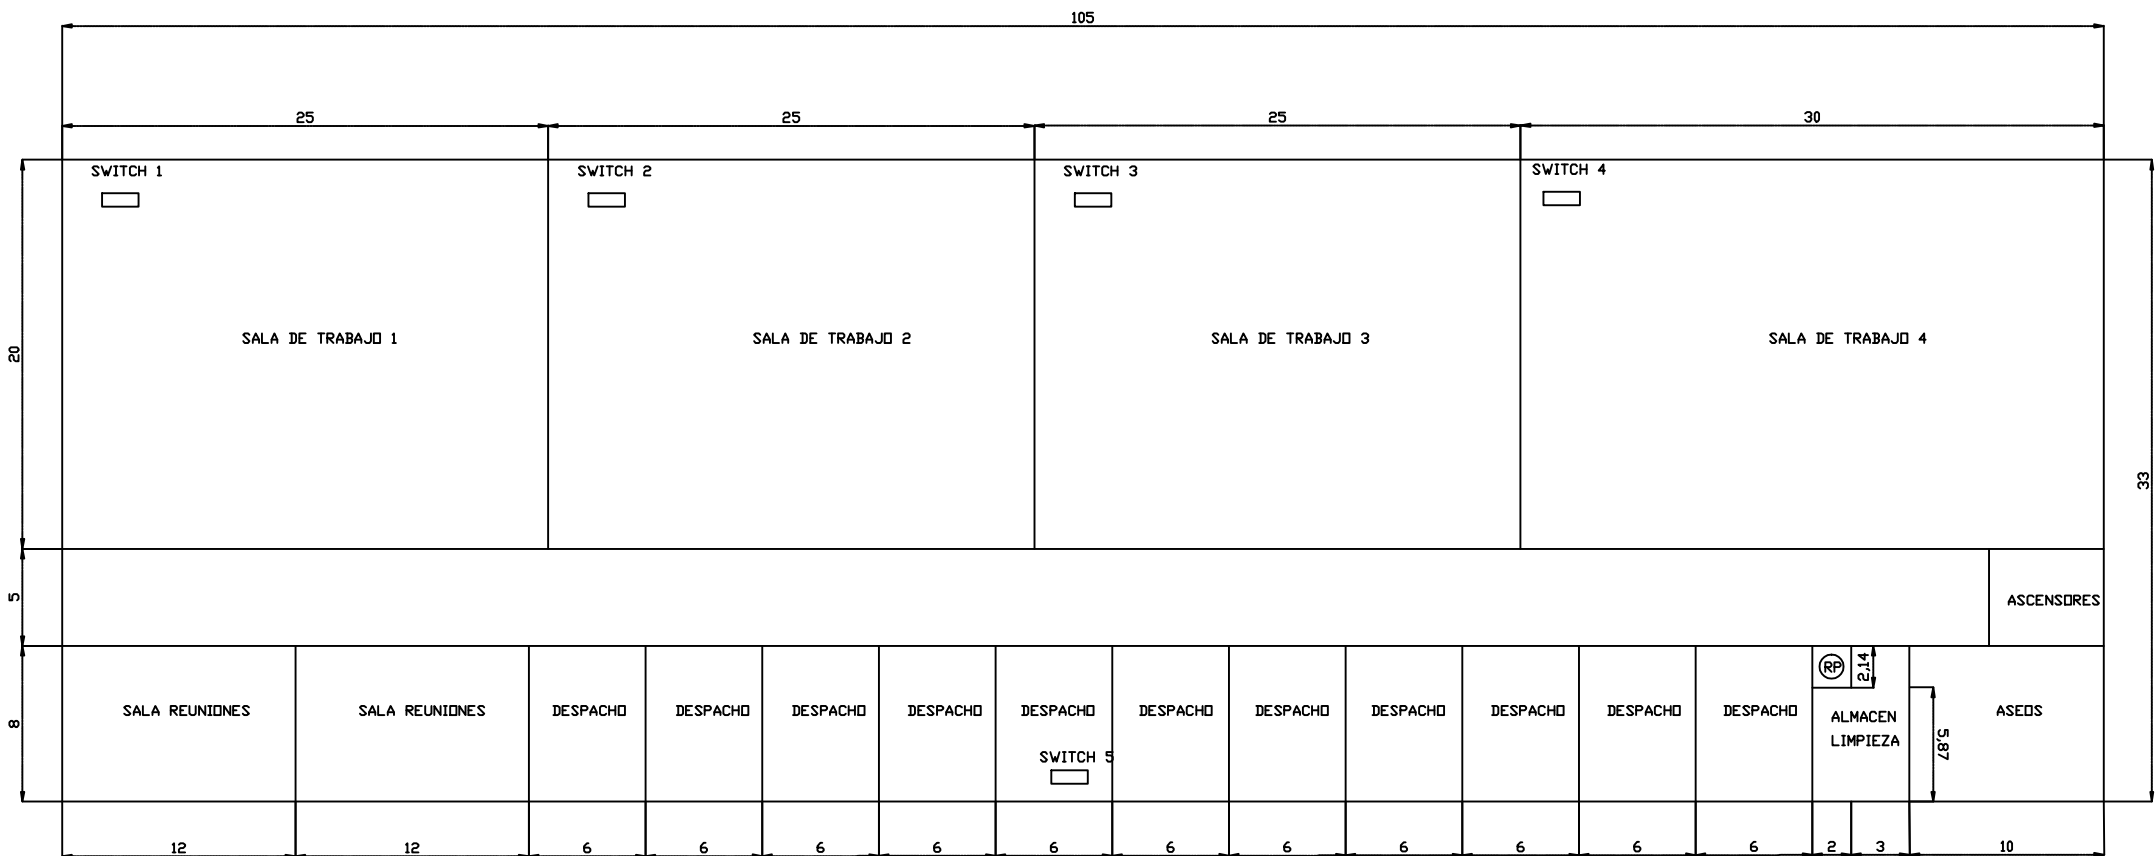 105
25 25 25 30
SWITCH 1 SWITCH 2 SWITCH 3 SWITCH 4
SALA DE TRABAJO 1 SALA DE TRABAJO 2 SALA DE TRABAJO 3 SALA DE TRABAJO 4
20
33
5
ASCENSORES
8
SALA REUNIONES SALA REUNIONES DESPACHO DESPACHO DESPACHO DESPACHO DESPACHO DESPACHO DESPACHO DESPACHO DESPACHO DESPACHO DESPACHO
RP
2,14
ALMACEN
LIMPIEZA
5,87
ASEOS
SWITCH 5
12 12 6 6 6 6 6 6 6 6 6 6 6 2 3 10